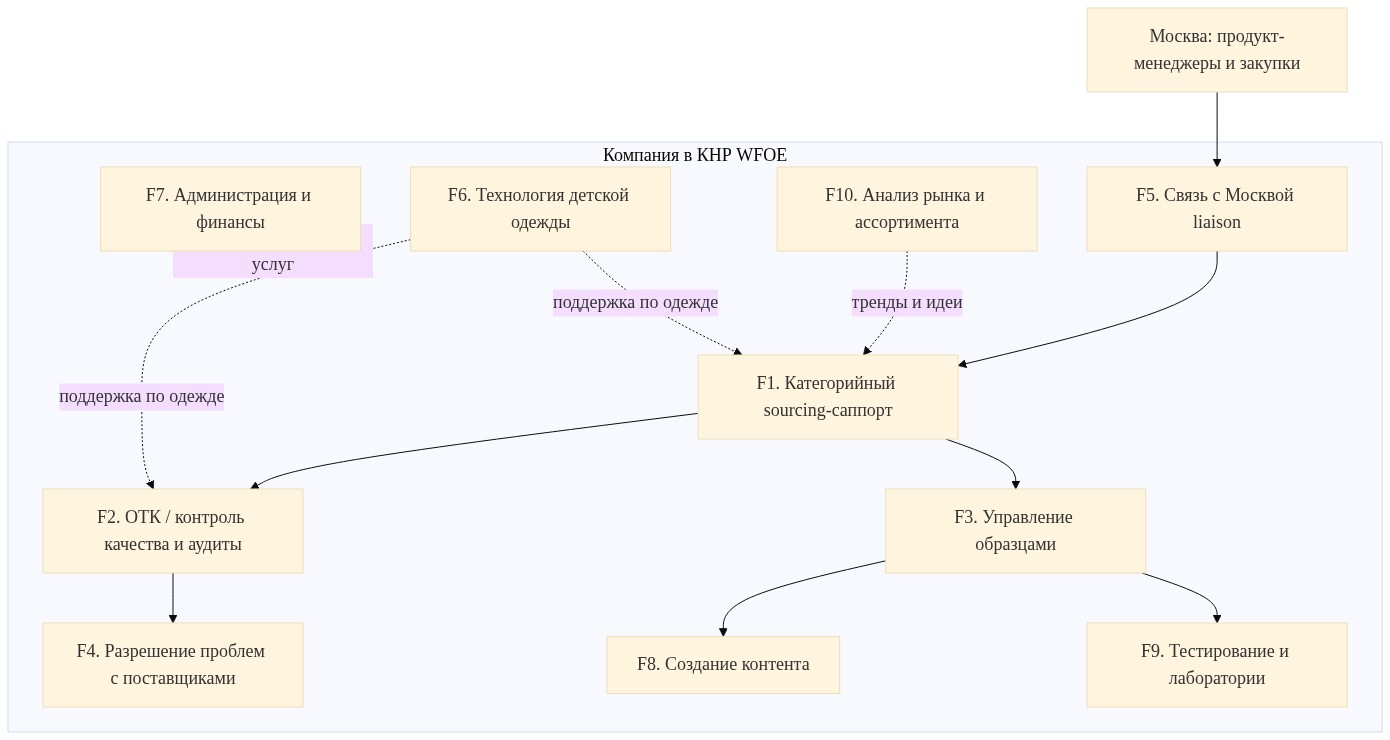 Москва: продукт-
менеджеры и закупки
Компания в КНР WFOE
F7. Администрация и
финансы
F6. Технология детской
одежды
F10. Анализ рынка и
ассортимента
F5. Связь с Москвой
liaison
услуг
поддержка по одежде
тренды и идеи
поддержка по одежде
F1. Категорийный
sourcing-саппорт
F2. ОТК / контроль
качества и аудиты
F3. Управление
образцами
F4. Разрешение проблем
с поставщиками
F8. Создание контента
F9. Тестирование и
лаборатории